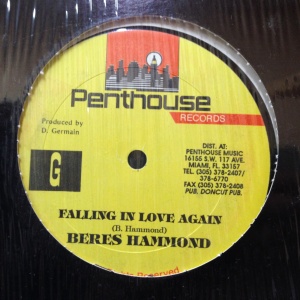 Penthouse
RECORDS
Produced by
D. Germain
G
DIST. AT:
PENTHOUSE MUSIC
16155 S.W. 117 AVE.
MIAMI, FL. 33157
TEL. (305) 378-2407/
378-6770
FAX (305) 378-2408
PUB. DONCUT PUB.
FALLING IN LOVE AGAIN
(B. Hammond)
BERES HAMMOND
Reserved